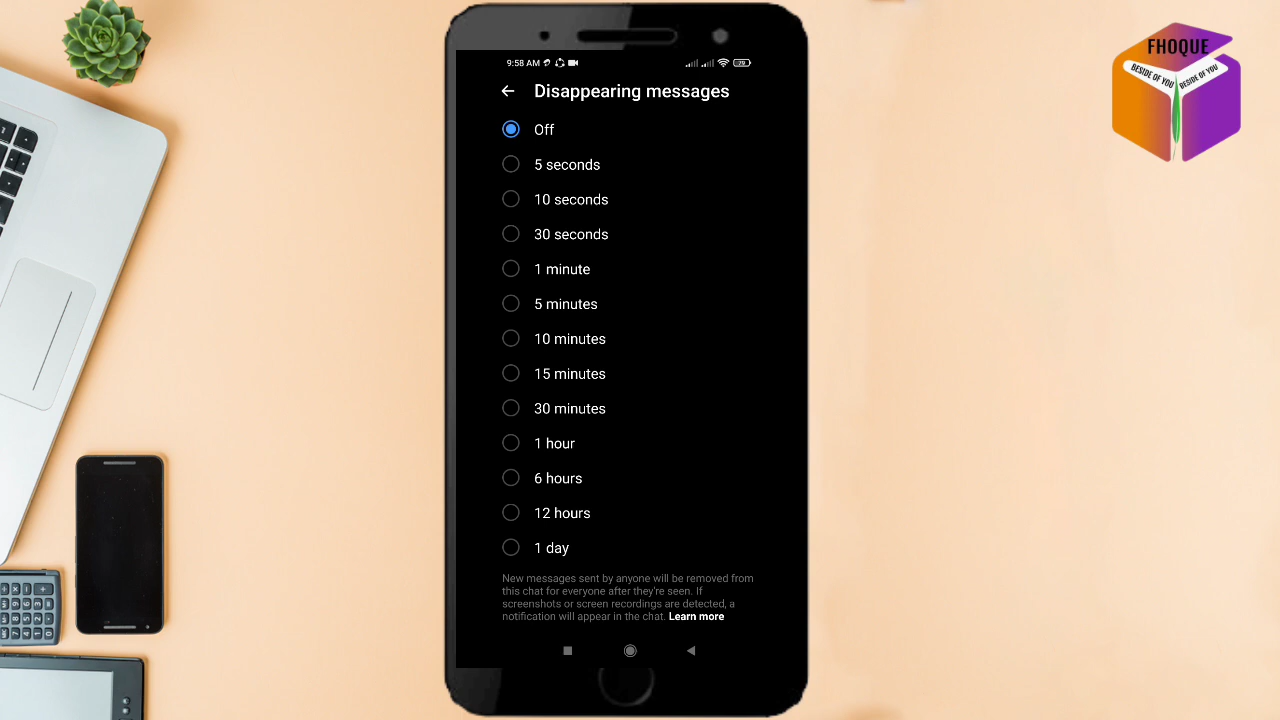 FHOQUE
BESIDE OF YOU BESIDE OF YOU
9:58 AM
79
Disappearing messages
Off
5 seconds
10 seconds
30 seconds
1 minute
5 minutes
10 minutes
15 minutes
30 minutes
1 hour
6 hours
12 hours
1 day
New messages sent by anyone will be removed from
this chat for everyone after they're seen. If
screenshots or screen recordings are detected, a
notification will appear in the chat. Learn more